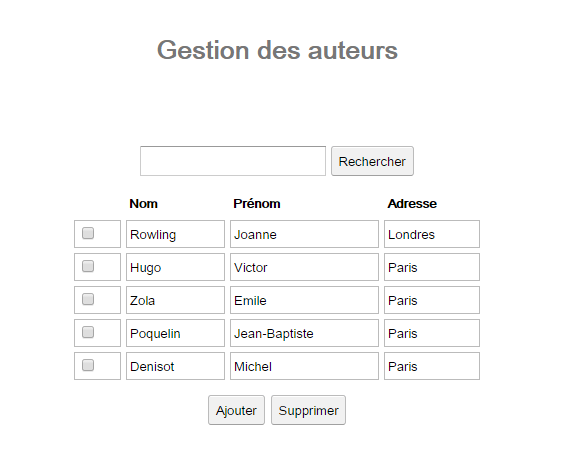 Gestion des auteurs
Rechercher
Nom Prénom Adresse
Rowling Joanne Londres
Hugo Victor Paris
Zola Emile Paris
Poquelin Jean-Baptiste Paris
Denisot Michel Paris
Ajouter Supprimer